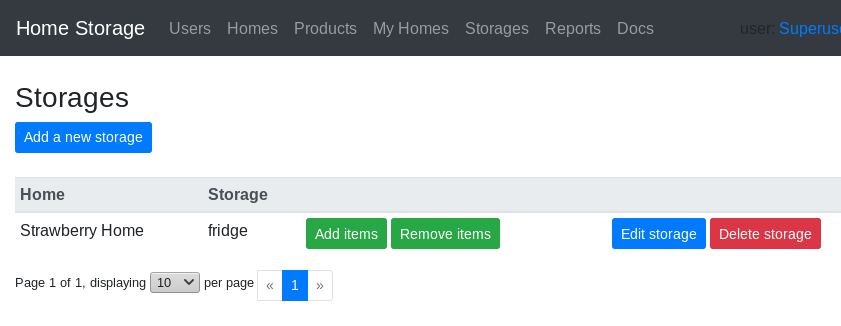 Home Storage Users Homes Products My Homes Storages Reports Docs user:
Storages
Add a new storage
Home Storage
Strawberry Home fridge Add items Remove items Edit storage Delete storage
Page 1 of 1, displaying 10 per page « 1 »